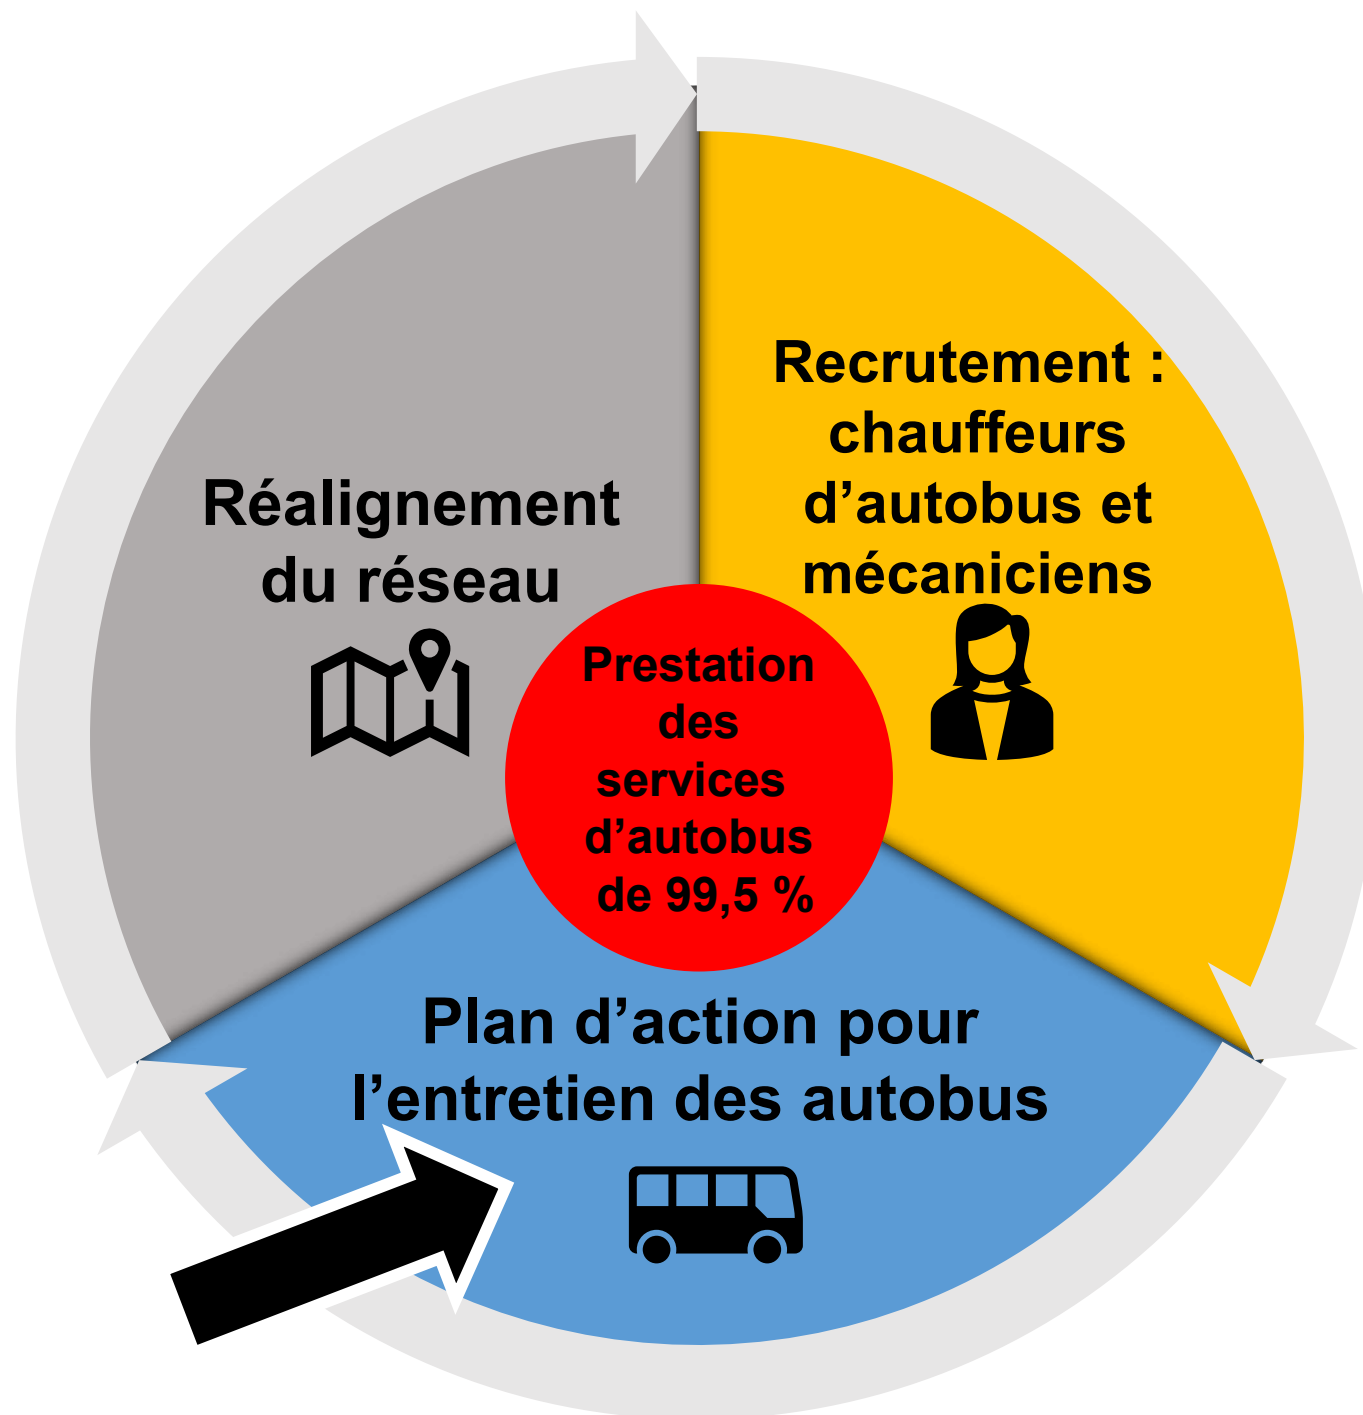 Recrutement :
chauffeurs
d’autobus et
mécaniciens
Réalignement
du réseau
Prestation
des
services
d’autobus
de 99,5 %
Plan d’action pour
l’entretien des autobus